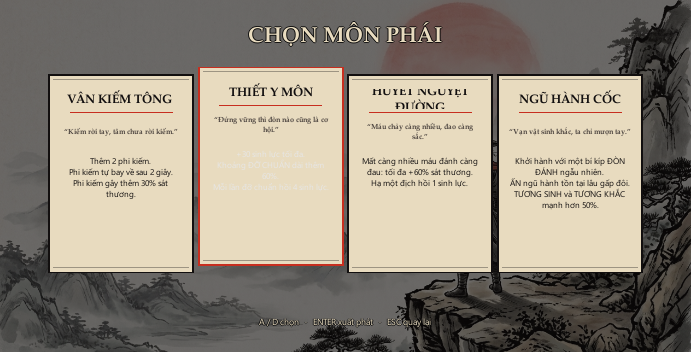 CHỌN MÔN PHÁI
VÂN KIẾM TÔNG
“Kiếm rời tay, tâm chưa rời kiếm.”
Thêm 2 phi kiếm.
Phi kiếm tự bay về sau 2 giây.
Phi kiếm gây thêm 30% sát
thương.
THIẾT Y MÔN
“Đứng vững thì đòn nào cũng là cơ
hội.”
HUYẾT NGUYỆT
ĐƯỜNG
“Máu chảy càng nhiều, đao càng
sắc.”
Mất càng nhiều máu đánh càng
đau: tối đa +60% sát thương.
Hạ một địch hồi 1 sinh lực.
NGŨ HÀNH CỐC
“Vạn vật sinh khắc, ta chỉ mượn tay.”
Khởi hành với một bí kíp ĐÒN
ĐÁNH ngẫu nhiên.
ẤN ngũ hành tồn tại lâu gấp đôi.
TƯƠNG SINH và TƯƠNG KHẮC
mạnh hơn 50%.
A / D chọn ENTER xuất phát ESC quay lại